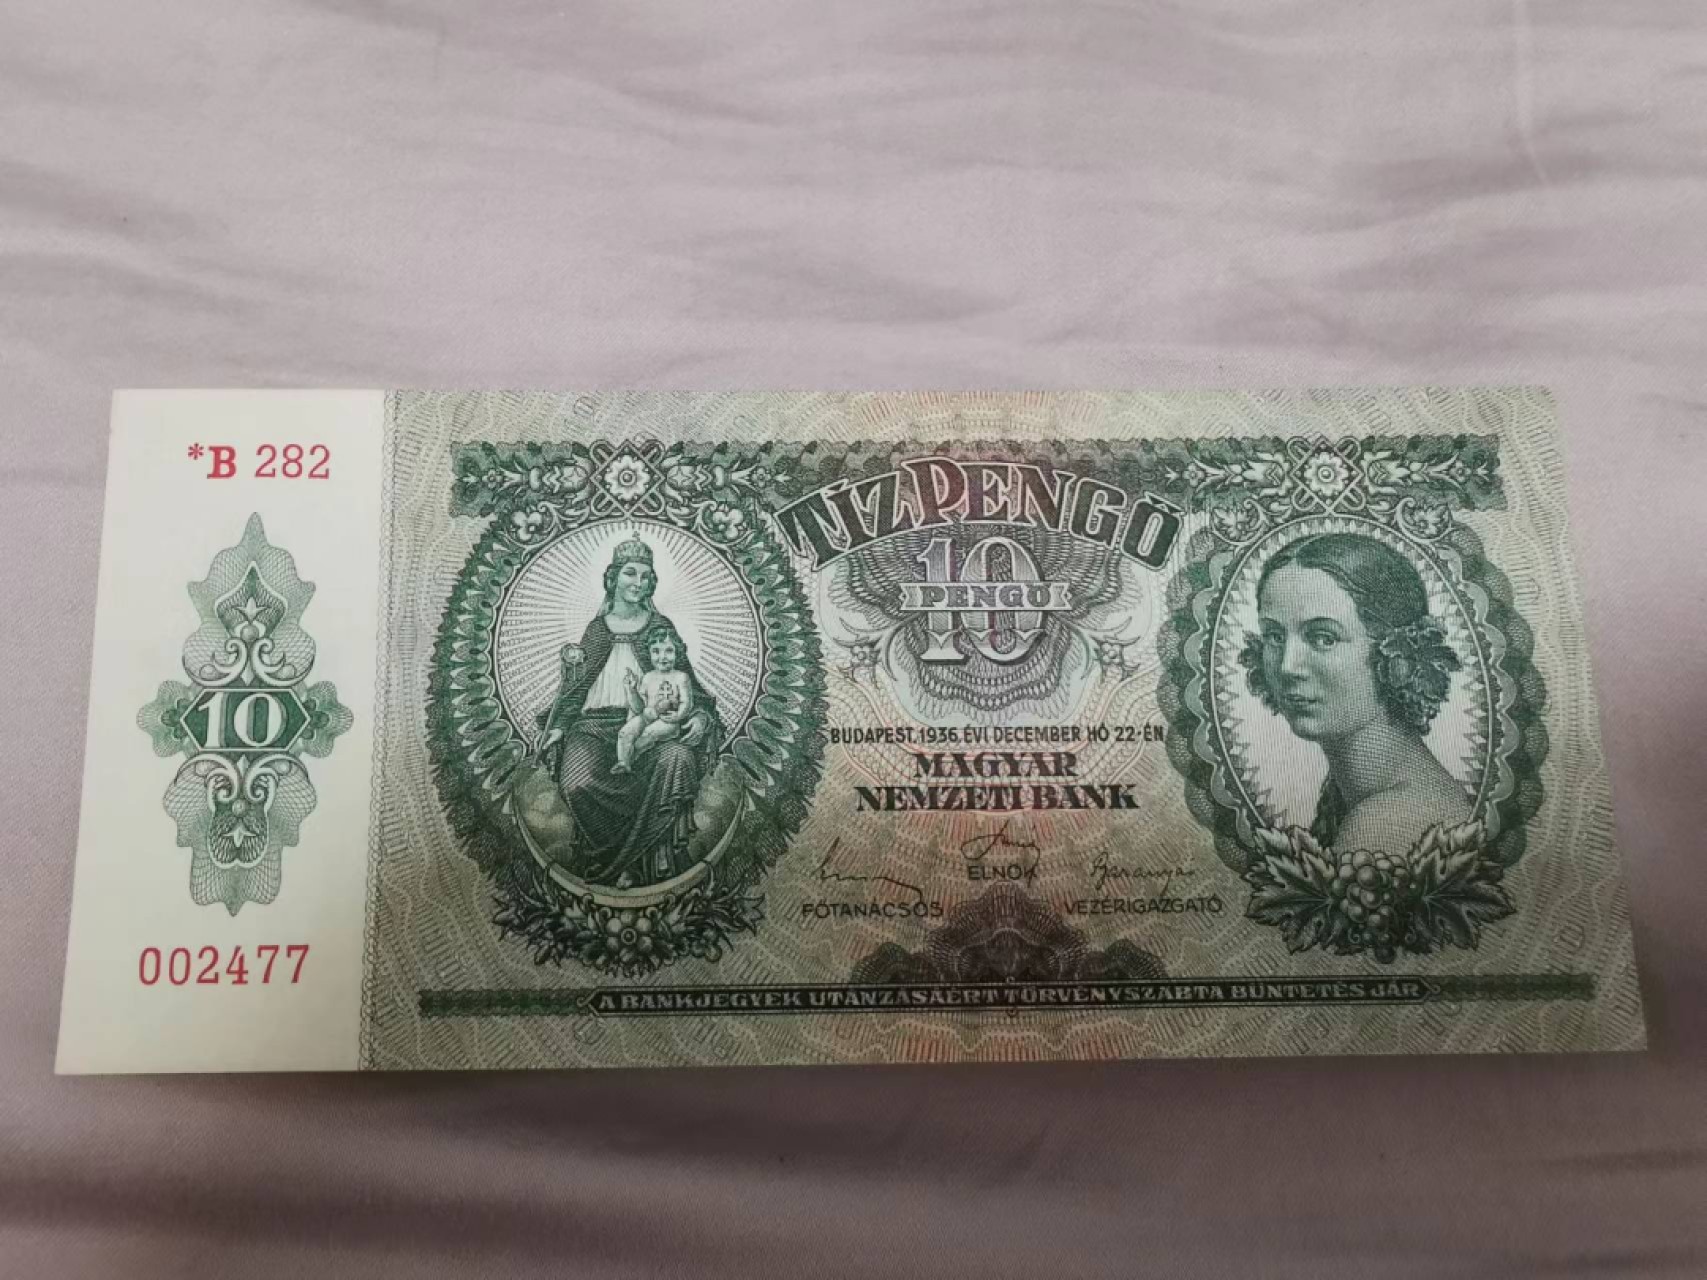 *B 282
TÍZ PENGŐ
10
PENGŐ
10
BUDAPEST, 1936. ÉVI DECEMBER HÓ 22-ÉN
MAGYAR
NEMZETI BANK
ELNÖK
FŐTANÁCSOS
VEZÉRIGAZGATÓ
002477
A BANKJEGYEK UTÁNZÁSÁÉRT TÖRVÉNYSZABTA BÜNTETÉS JÁR